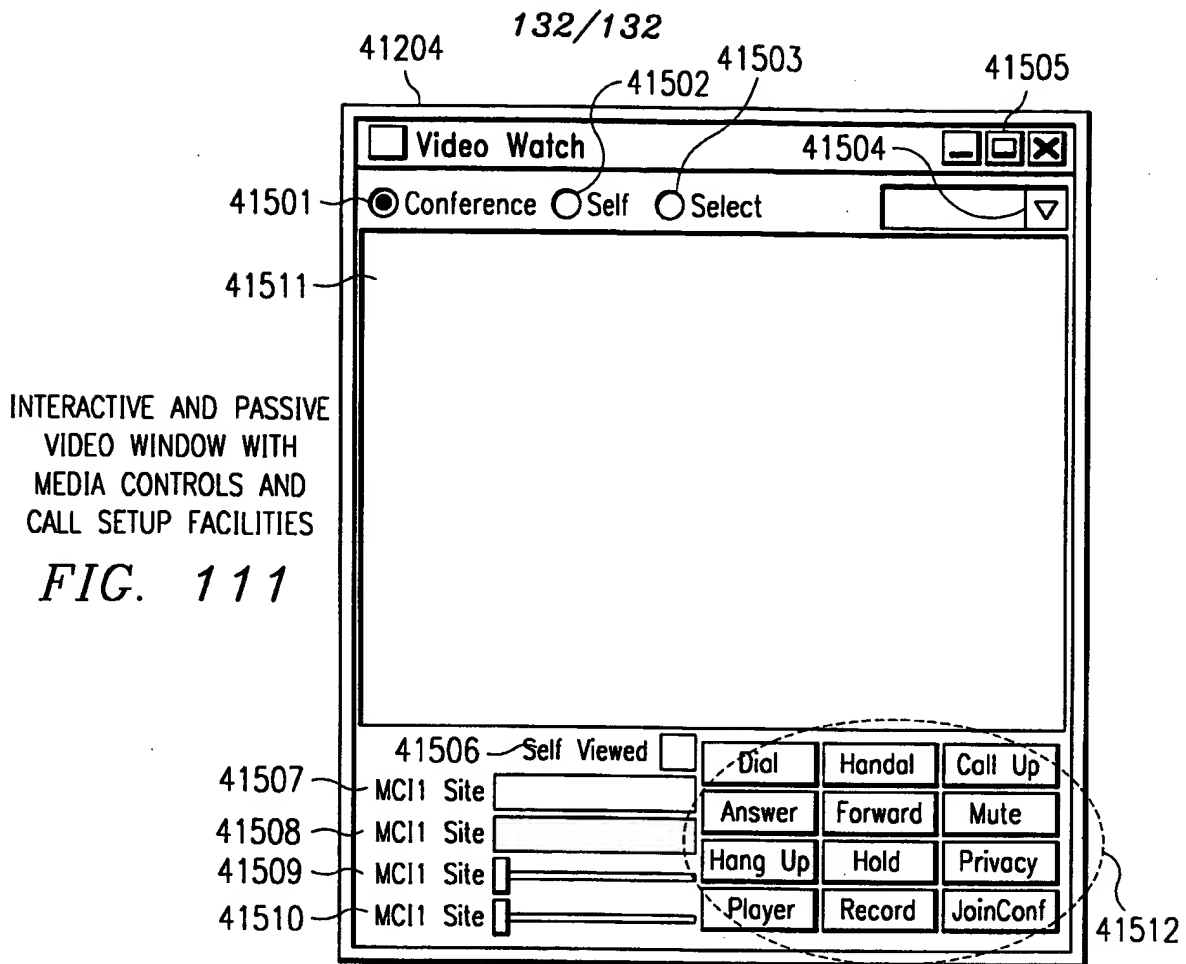 132/132
41204
41502
41503
41505
Video Watch
41504
41501
Conference
Self
Select
41511
INTERACTIVE AND PASSIVE
VIDEO WINDOW WITH
MEDIA CONTROLS AND
CALL SETUP FACILITIES
FIG. 111
41506
Self Viewed
41507
MCI1 Site
41508
MCI1 Site
41509
MCI1 Site
41510
MCI1 Site
Dial
Handal
Call Up
Answer
Forward
Mute
Hang Up
Hold
Privacy
Player
Record
JoinConf
41512